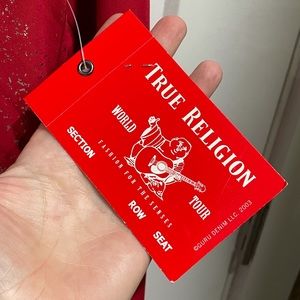 TRUE RELIGION
WORLD TOUR
FASHION FOR THE SENSES
SECTION
ROW
SEAT
©GURU DENIM LLC. 2003